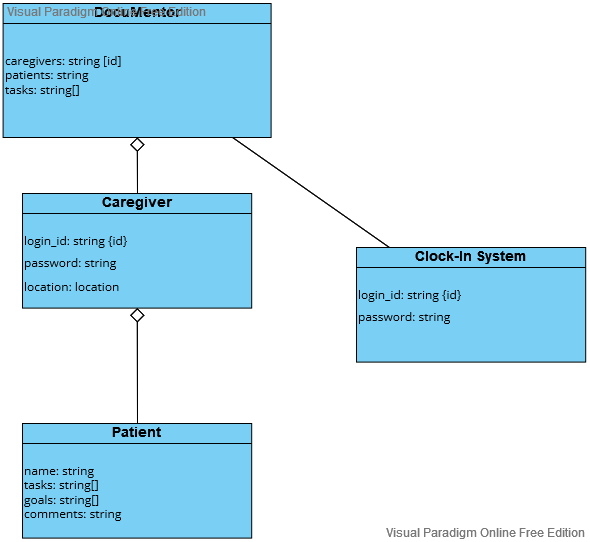 Visual Paradigm Online Free Edition
DocuMentor
caregivers: string [id]
patients: string
tasks: string[]
Caregiver
login_id: string {id}
password: string
location: location
Clock-In System
login_id: string {id}
password: string
Patient
name: string
tasks: string[]
goals: string[]
comments: string
Visual Paradigm Online Free Edition